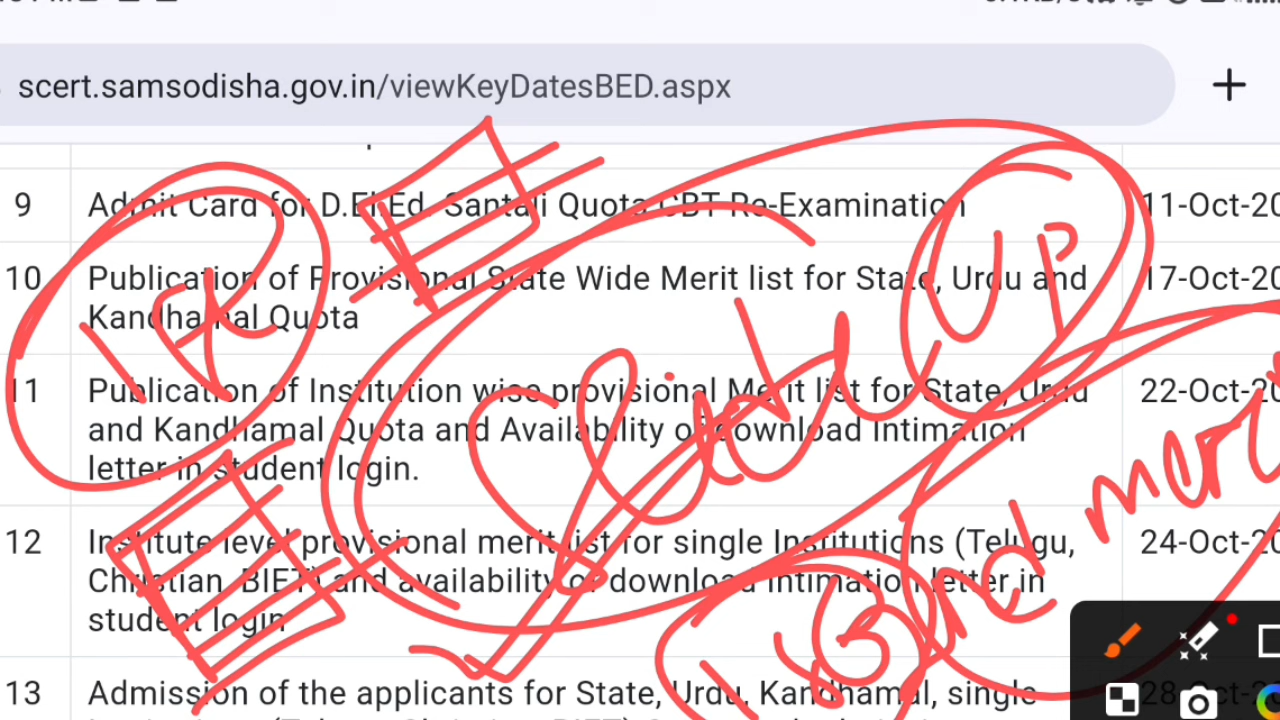 scert.samsodisha.gov.in/viewKeyDatesBED.aspx +
9 Admit Card for D.El.Ed. Santali Quota CBT Re-Examination 11-Oct-20
10 Publication of Provisional State Wide Merit list for State, Urdu and 17-Oct-20
Kandhamal Quota
11 Publication of Institution wise provisional Merit list for State, Urdu 22-Oct-20
and Kandhamal Quota and Availability of download Intimation
letter in student login.
12 Institute level provisional merit list for single Institutions (Telugu, 24-Oct-20
Christian, BIET) and availability of download Intimation letter in
student login
13 Admission of the applicants for State, Urdu, Kandhamal, single 28-Oct-20
State
UP